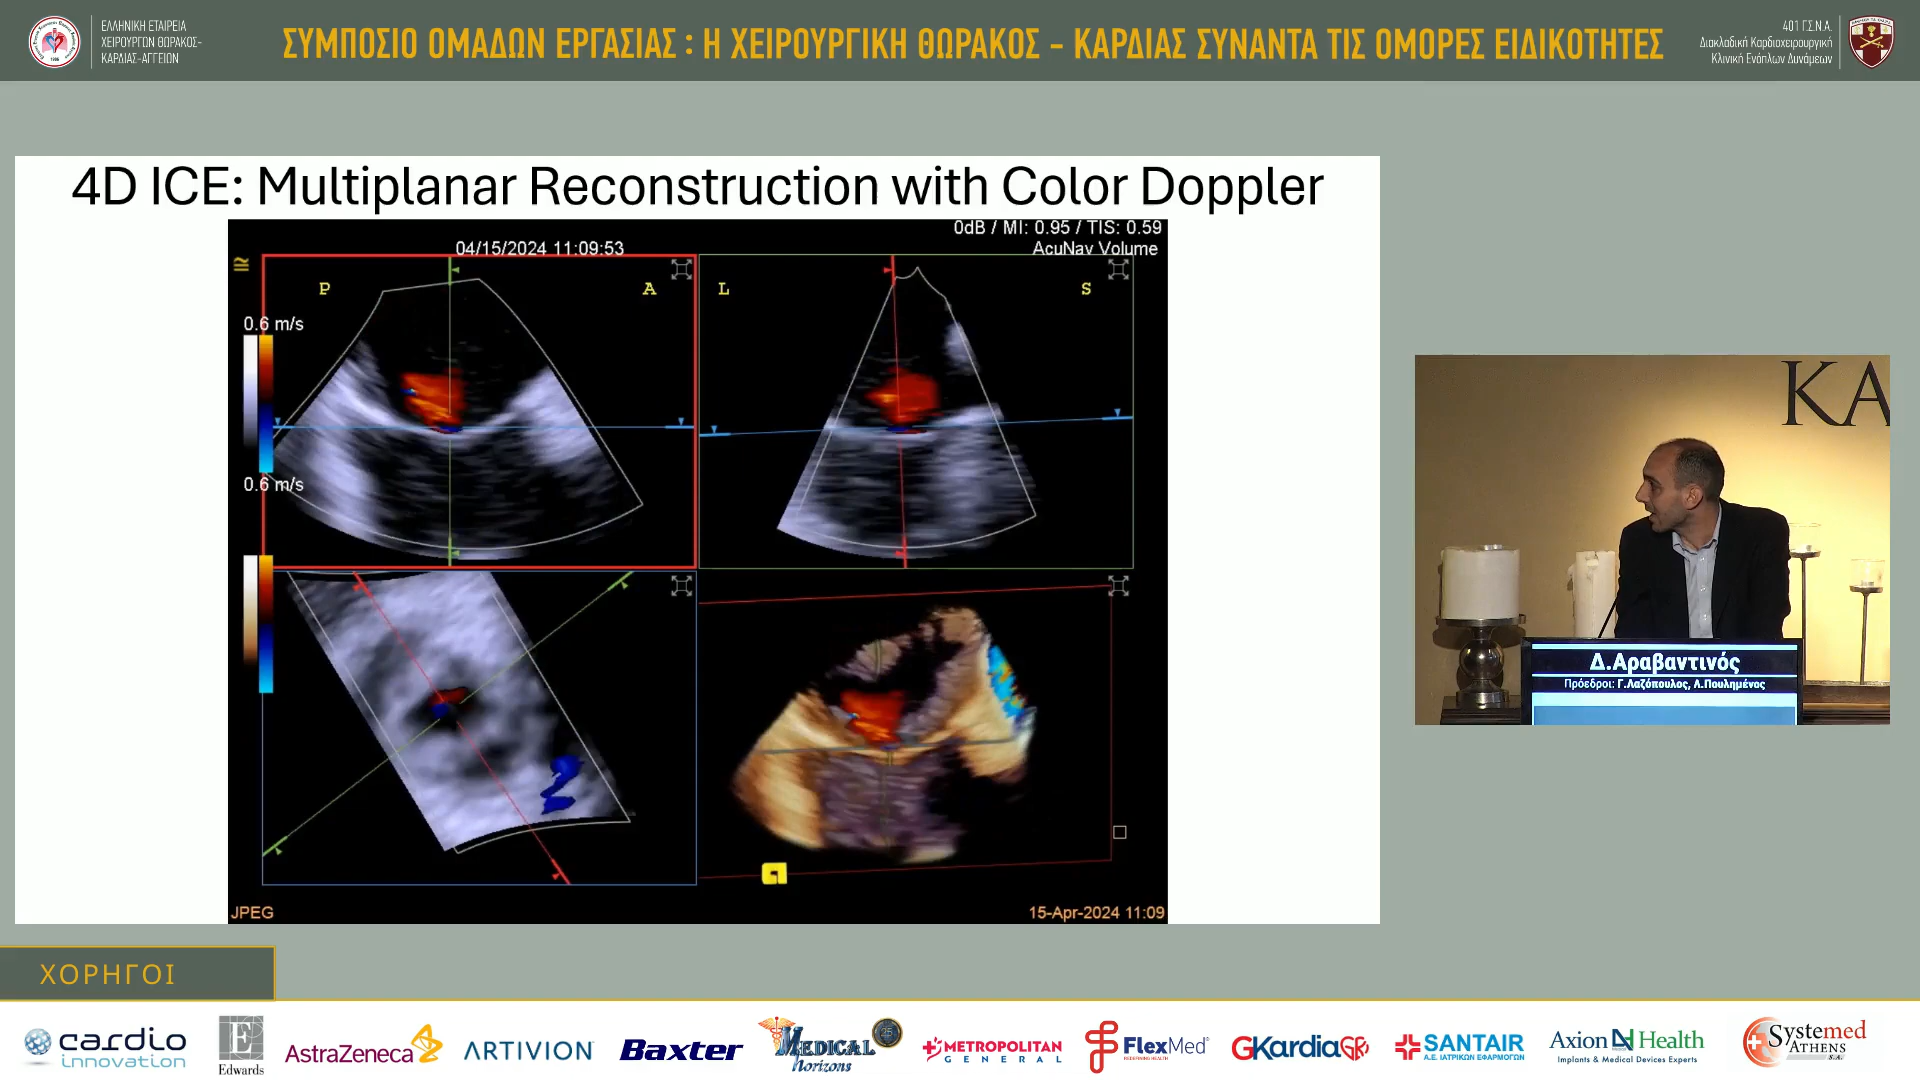 ΕΛΛΗΝΙΚΗ ΕΤΑΙΡΕΙΑ
ΧΕΙΡΟΥΡΓΩΝ ΘΩΡΑΚΟΣ-
ΚΑΡΔΙΑΣ-ΑΓΓΕΙΩΝ
ΣΥΜΠΟΣΙΟ ΟΜΑΔΩΝ ΕΡΓΑΣΙΑΣ : Η ΧΕΙΡΟΥΡΓΙΚΗ ΘΩΡΑΚΟΣ - ΚΑΡΔΙΑΣ ΣΥΝΑΝΤΑ ΤΙΣ ΟΜΟΡΕΣ ΕΙΔΙΚΟΤΗΤΕΣ
401 Γ.Σ.Ν.Α.
Διακλαδική Καρδιοχειρουργική
Κλινική Ενόπλων Δυνάμεων
4D ICE: Multiplanar Reconstruction with Color Doppler
0dB / MI: 0.95 / TIS: 0.59
04/15/2024 11:09:53
AcuNav Volume
P
A
L
S
0.6 m/s
0.6 m/s
JPEG
15-Apr-2024 11:09
ΚΑ
Δ.Αραβαντινός
Πρόεδροι: Γ.Λαζόπουλος, Λ.Πουλημένος
ΧΟΡΗΓΟΙ
cardio
innovation
E
Edwards
AstraZeneca
ARTIVION
Baxter
MEDICAL
Horizons
METROPOLITAN
GENERAL
FlexMed
GKardiaGR
SANTAIR
Α.Ε. ΙΑΤΡΙΚΩΝ ΕΦΑΡΜΟΓΩΝ
Axion Health
Implants & Medical Devices Experts
Systemed
ATHENS
S.A.